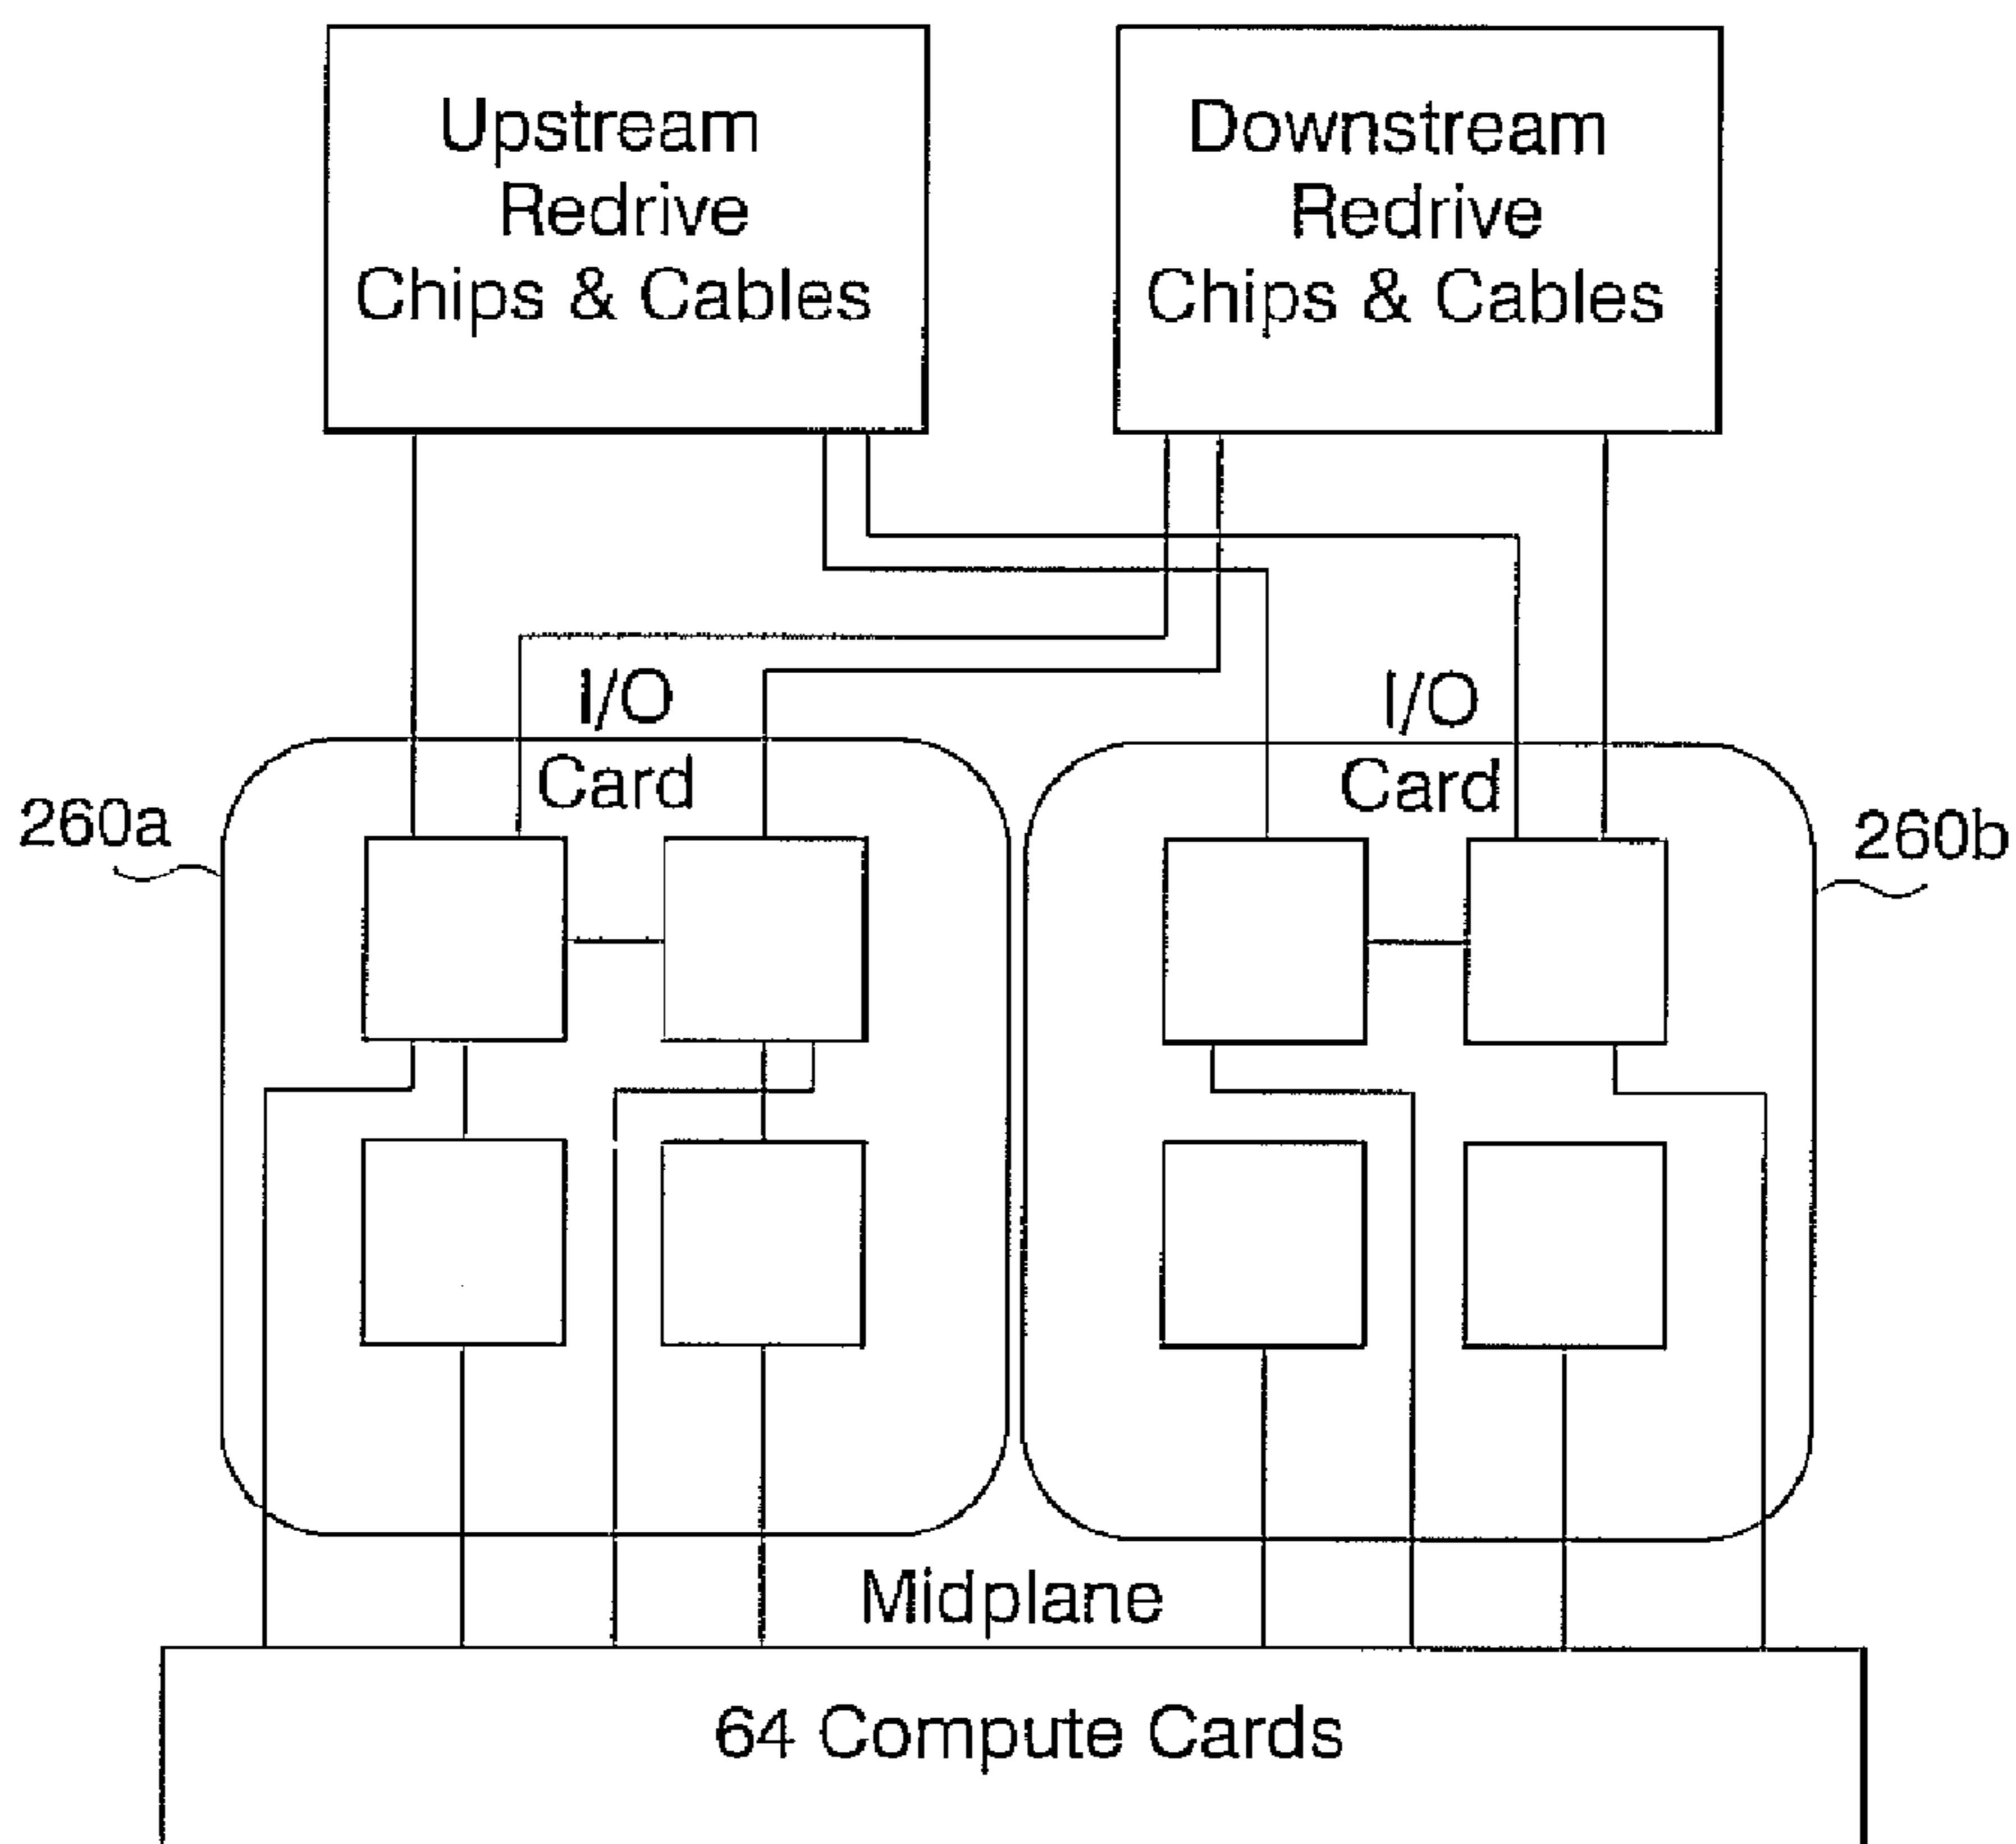 Upstream
Redrive
Chips & Cables
Downstream
Redrive
Chips & Cables
I/O
Card
I/O
Card
260a
260b
Midplane
64 Compute Cards